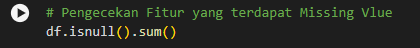 # Pengecekan Fitur yang terdapat Missing Vlue
df.isnull().sum()